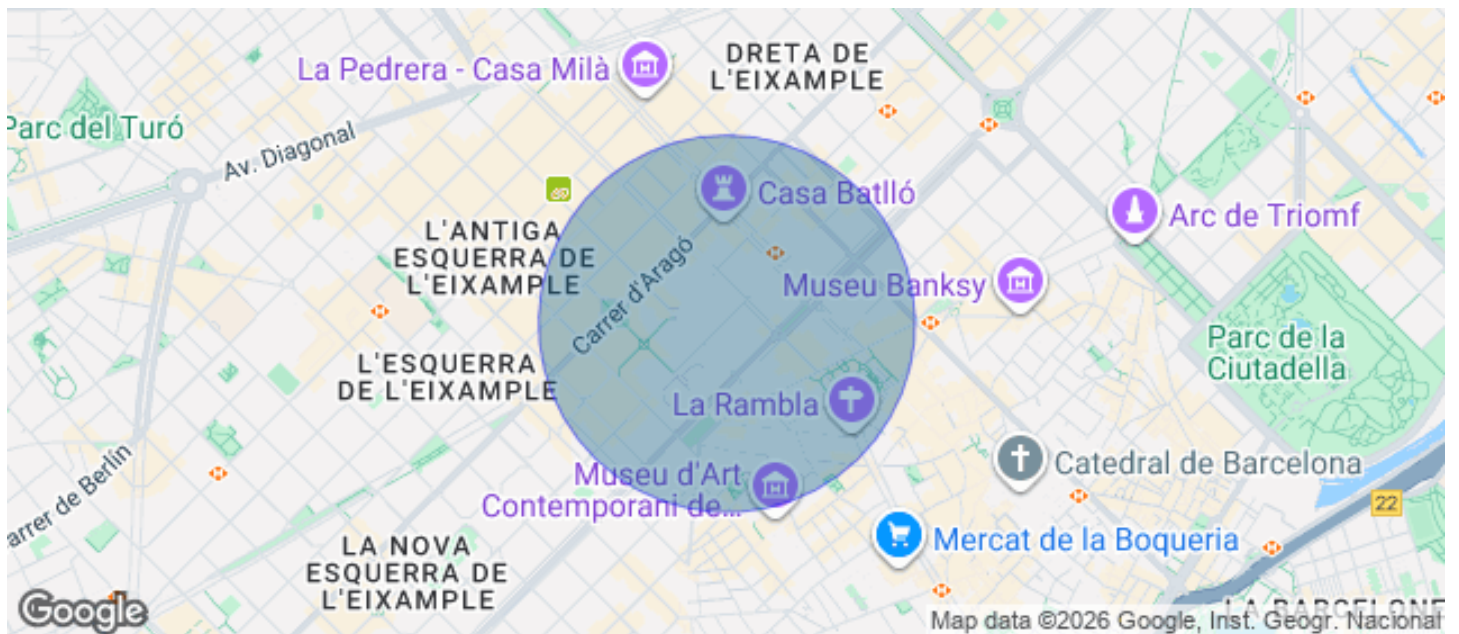 La Pedrera - Casa Milà
DRETA DE
L'EIXAMPLE
Parc del Turó
Av. Diagonal
Casa Batlló
Arc de Triomf
L'ANTIGA
ESQUERRA DE
L'EIXAMPLE
Carrer d'Aragó
Museu Banksy
Parc de la
Ciutadella
L'ESQUERRA
DE L'EIXAMPLE
La Rambla
Catedral de Barcelona
Museu d'Art
Contemporani de...
22
Carrer de Berlín
Mercat de la Boqueria
LA NOVA
ESQUERRA DE
L'EIXAMPLE
LA BARCELONE
Google
Map data ©2026 Google, Inst. Geogr. Nacional